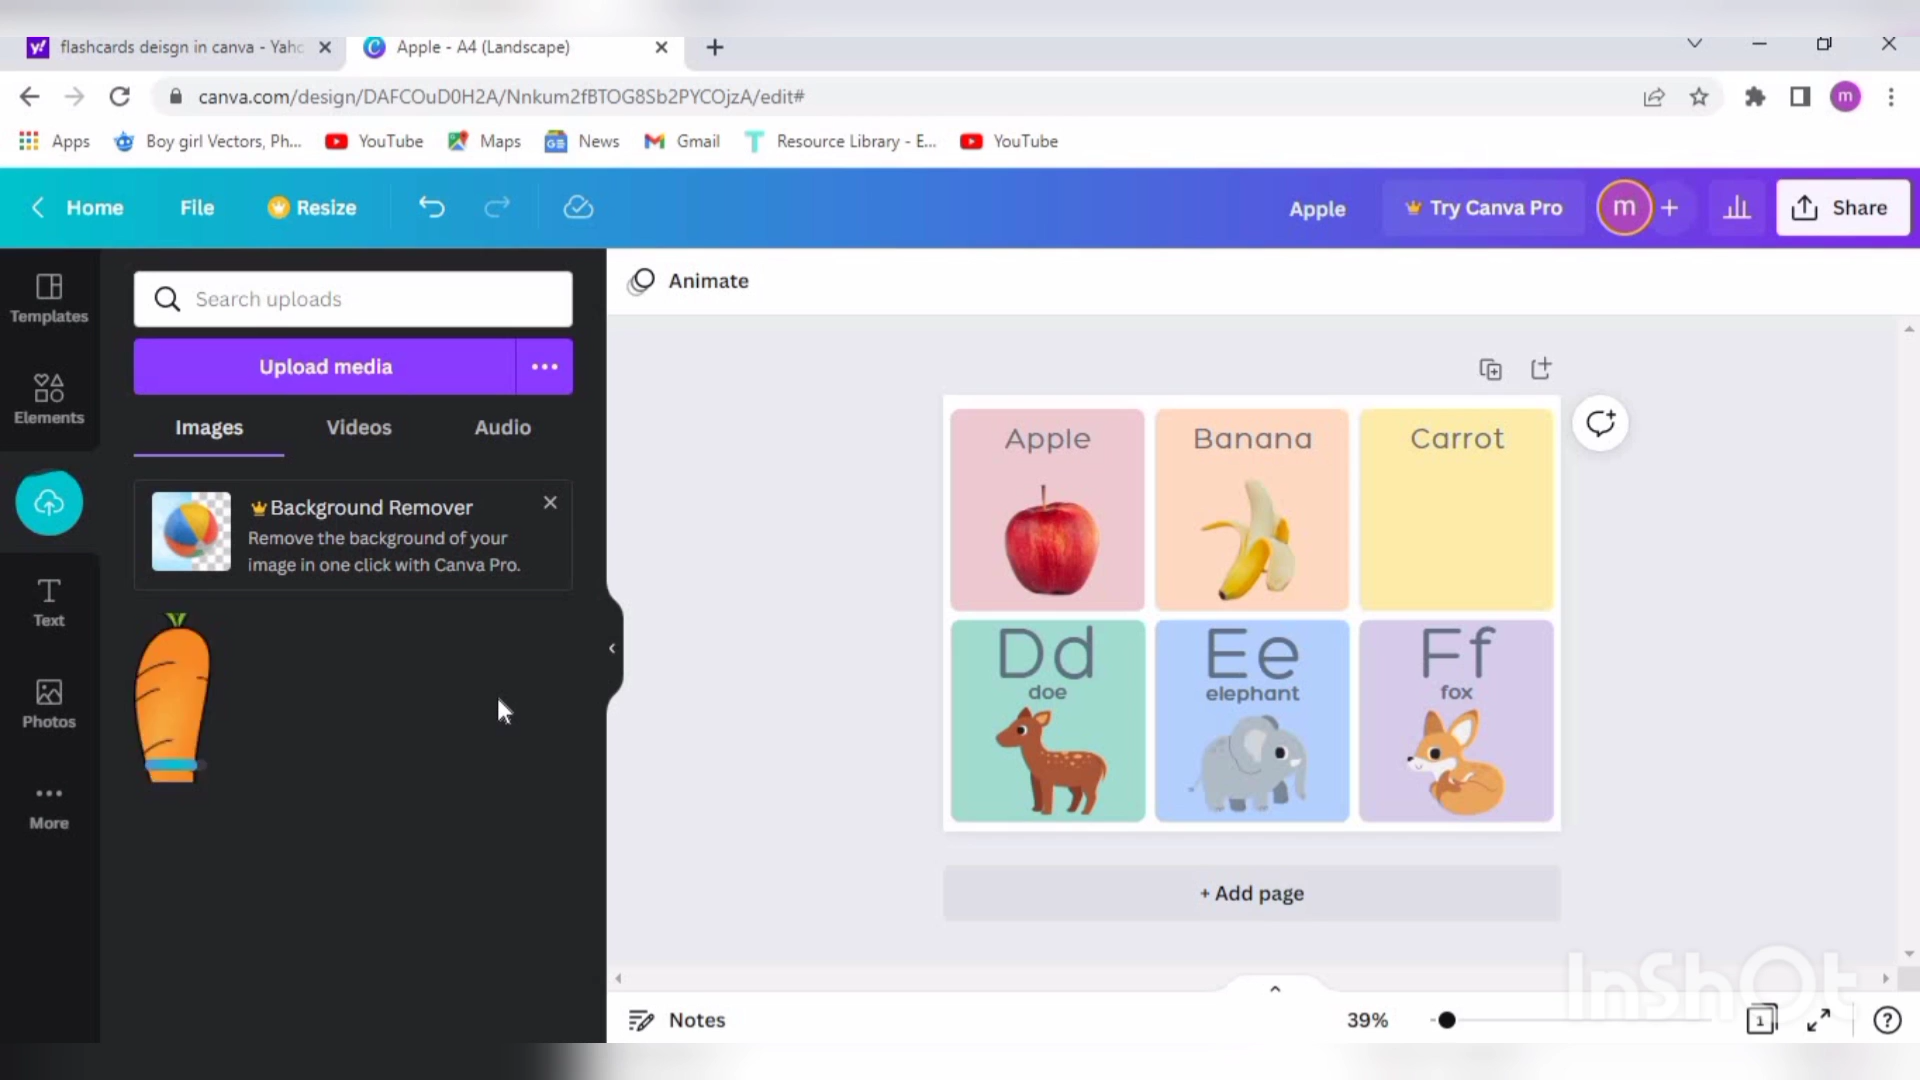 flashcards deisgn in canva - Yaho
Apple - A4 (Landscape)
canva.com/design/DAFCOuD0H2A/Nnkum2fBTOG8Sb2PYCOjzA/edit#
m
Apps
Boy girl Vectors, Ph...
YouTube
Maps
News
Gmail
Resource Library - E...
YouTube
Home
File
Resize
Apple
Try Canva Pro
m
Share
Templates
Elements
Text
Photos
More
Search uploads
Upload media
Images
Videos
Audio
Background Remover
Remove the background of your
image in one click with Canva Pro.
Animate
Apple
Banana
Carrot
Dd
doe
Ee
elephant
Ff
fox
+ Add page
Notes
39%
1
InShOt